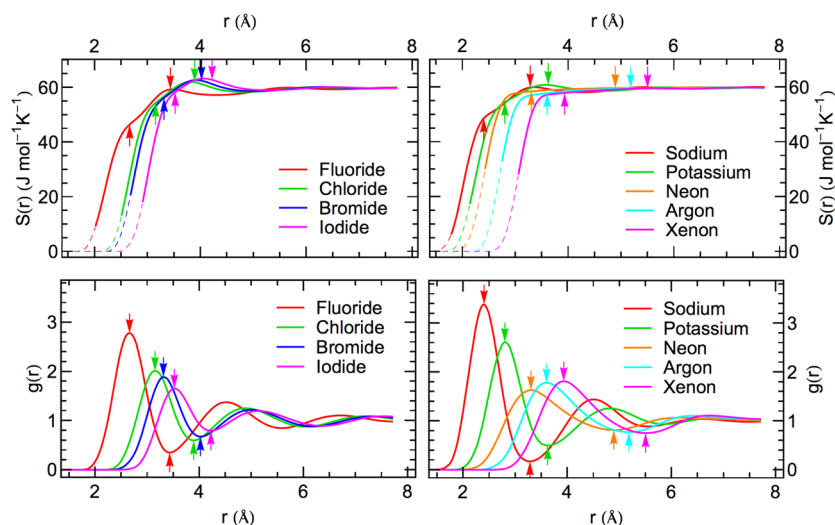 r (Å)
r (Å)
2 4 6 8
2 4 6 8
S(r) (J mol⁻¹K⁻¹)
60
40
20
0
Fluoride
Chloride
Bromide
Iodide
Sodium
Potassium
Neon
Argon
Xenon
60
40
20
0
S(r) (J mol⁻¹K⁻¹)
g(r)
3
2
1
0
Fluoride
Chloride
Bromide
Iodide
Sodium
Potassium
Neon
Argon
Xenon
3
2
1
0
g(r)
2 4 6 8
2 4 6 8
r (Å)
r (Å)